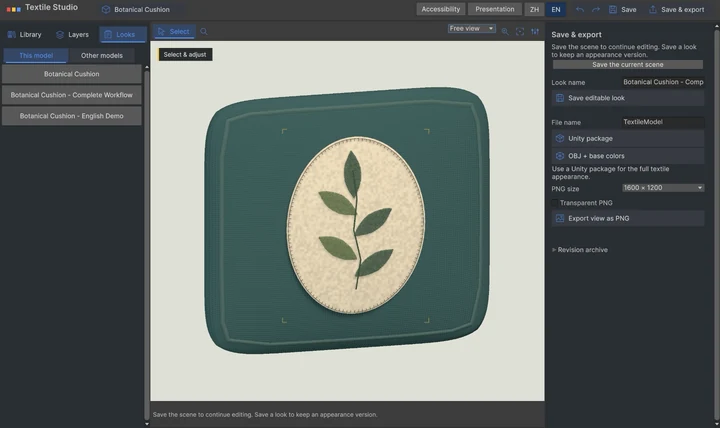 Textile Studio
Botanical Cushion
Accessibility
Presentation
ZH
EN
Save
Save & export
Library
Layers
Looks
This model
Other models
Botanical Cushion
Botanical Cushion - Complete Workflow
Botanical Cushion - English Demo
Select
Free view
Select & adjust
Save the scene to continue editing. Save a look to keep an appearance version.
Save & export
Save the scene to continue editing. Save a look
to keep an appearance version.
Save the current scene
Look name
Botanical Cushion - Comp
Save editable look
File name
TextileModel
Unity package
OBJ + base colors
Use a Unity package for the full textile
appearance.
PNG size
1600 × 1200
Transparent PNG
Export view as PNG
Revision archive